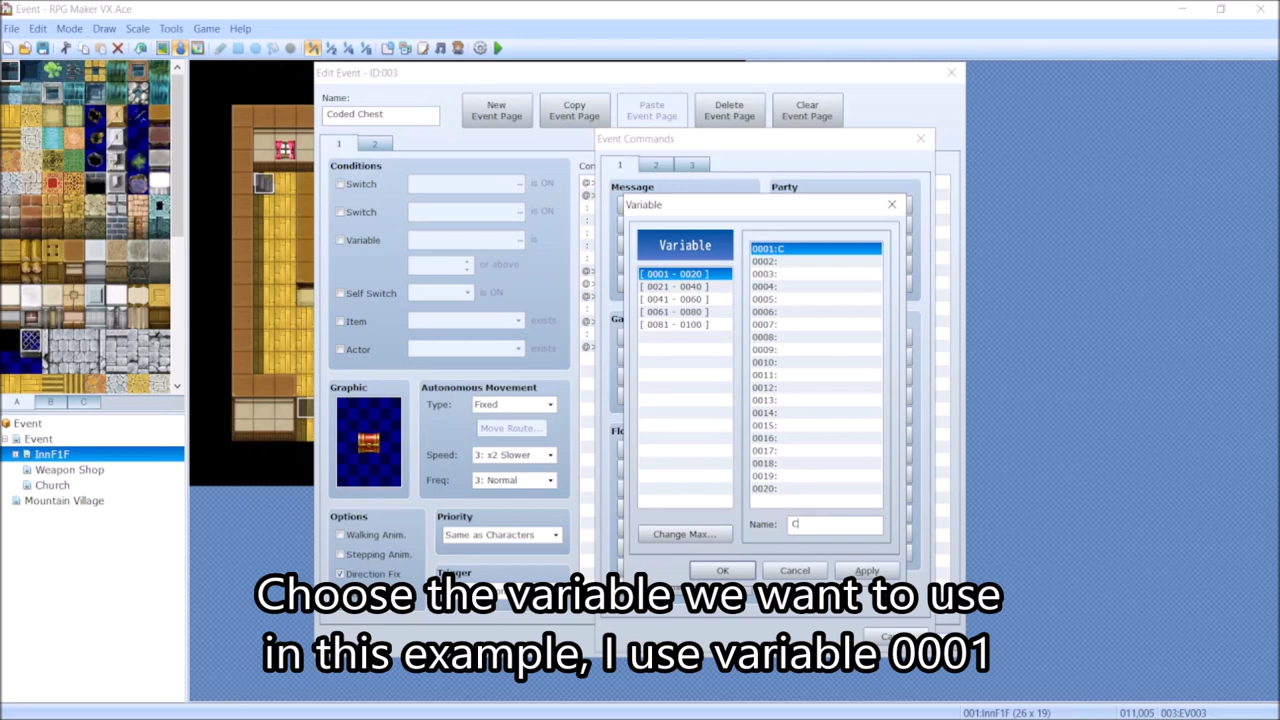 Event - RPG Maker VX Ace
File Edit Mode Draw Scale Tools Game Help
Edit Event - ID:003
Name:
Coded Chest
New Event Page
Copy Event Page
Paste Event Page
Delete Event Page
Clear Event Page
1 2
Conditions
Switch ... is ON
Switch ... is ON
Variable ... is
or above
Self Switch is ON
Item exists
Actor exists
Graphic
Autonomous Movement
Type: Fixed
Move Route...
Speed: 3: x2 Slower
Freq: 3: Normal
Options
Walking Anim.
Stepping Anim.
Direction Fix
Priority
Same as Characters
Trigger
Event Commands
1 2 3
Message
Party
Variable
Variable
[ 0001 - 0020 ]
[ 0021 - 0040 ]
[ 0041 - 0060 ]
[ 0061 - 0080 ]
[ 0081 - 0100 ]
Change Max...
0001:C
0002:
0003:
0004:
0005:
0006:
0007:
0008:
0009:
0010:
0011:
0012:
0013:
0014:
0015:
0016:
0017:
0018:
0019:
0020:
Name: C
OK Cancel Apply
A B C
Event
Event
InnF1F
Weapon Shop
Church
Mountain Village
Choose the variable we want to use
in this example, I use variable 0001
001:InnF1F (26 x 19) 011,005 003:EV003